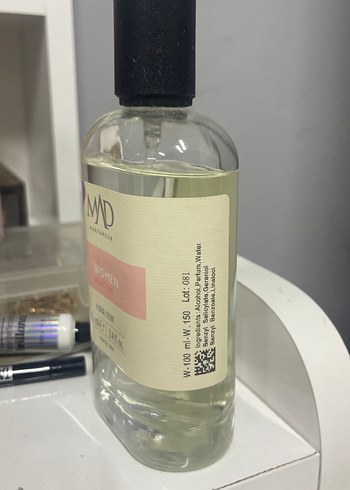 MAD
PARFUMEUR
WOMEN
W-100 ml-W.150 Lot: 081
Ingredients: Alcohol,Parfum,Water
Benzyl Salicylate,Geraniol
Benzyl Benzoate,Linalool